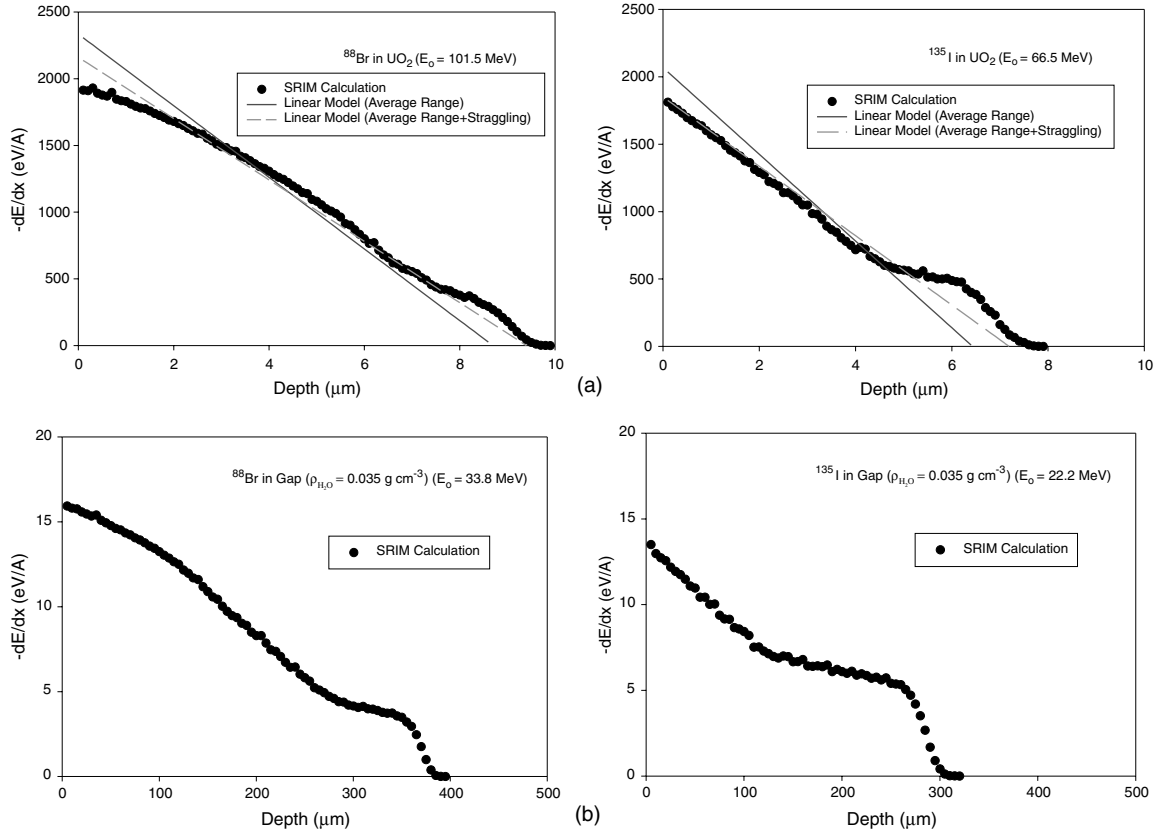 2500
2000
1500
1000
500
0
-dE/dx (eV/A)
88Br in UO2 (Eo = 101.5 MeV)
SRIM Calculation
Linear Model (Average Range)
Linear Model (Average Range+Straggling)
0 2 4 6 8 10
Depth (μm)
2500
2000
1500
1000
500
0
-dE/dx (eV/A)
135I in UO2 (Eo = 66.5 MeV)
SRIM Calculation
Linear Model (Average Range)
Linear Model (Average Range+Straggling)
0 2 4 6 8 10
Depth (μm)
(a)
20
15
10
5
0
-dE/dx (eV/A)
88Br in Gap (ρH2O = 0.035 g cm-3) (Eo = 33.8 MeV)
SRIM Calculation
0 100 200 300 400 500
Depth (μm)
20
15
10
5
0
-dE/dx (eV/A)
135I in Gap (ρH2O = 0.035 g cm-3) (Eo = 22.2 MeV)
SRIM Calculation
0 100 200 300 400 500
Depth (μm)
(b)